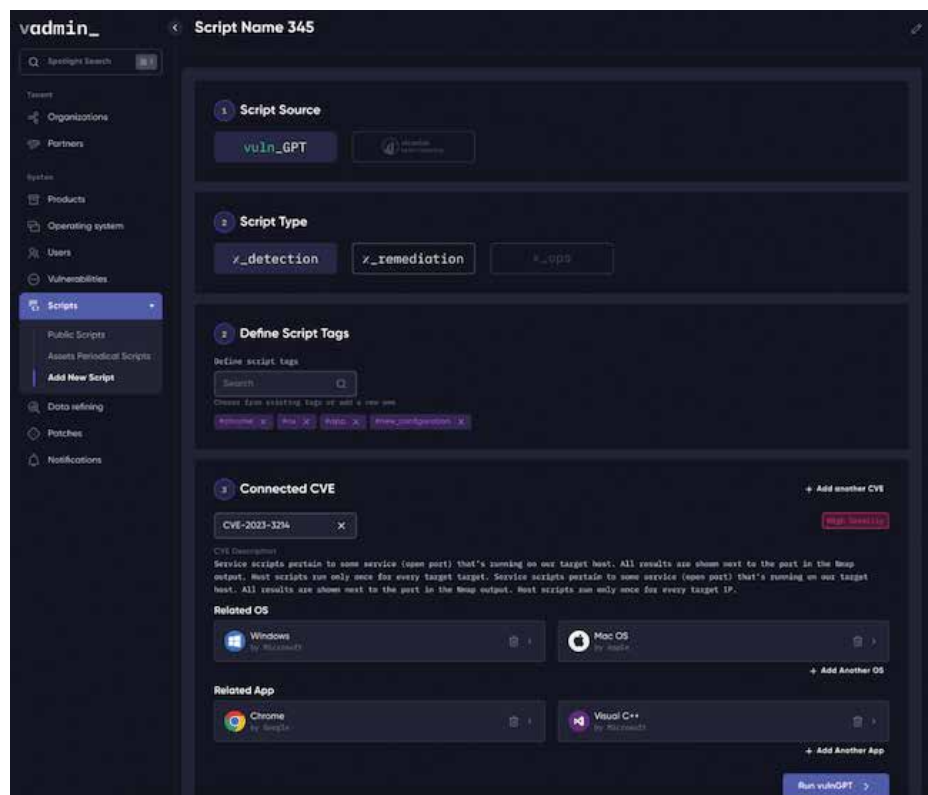 vadmin_
Script Name 345
Spotlight Search
Tenant
Organizations
Partners
System
Products
Operating system
Users
Vulnerabilities
Scripts
Public Scripts
Assets Periodical Scripts
Add New Script
Data refining
Patches
Notifications
1 Script Source
vuln_GPT
2 Script Type
x_detection
x_remediation
x_ops
2 Define Script Tags
Define script tags
Search
Choose from existing tags or add a new one
#chrome x #os x #app x #new_configuration x
3 Connected CVE
+ Add another CVE
CVE-2023-3214 X
High Severity
CVE Description
Service scripts pertain to some service (open port) that's running on our target host. All results are shown next to the port in the Nmap
output. Host scripts run only once for every target target. Service scripts pertain to some service (open port) that's running on our target
host. All results are shown next to the port in the Nmap output. Host scripts run only once for every target IP.
Related OS
Windows
by Microsoft
Mac OS
by Apple
+ Add Another OS
Related App
Chrome
by Google
Visual C++
by Microsoft
+ Add Another App
Run vulnGPT >